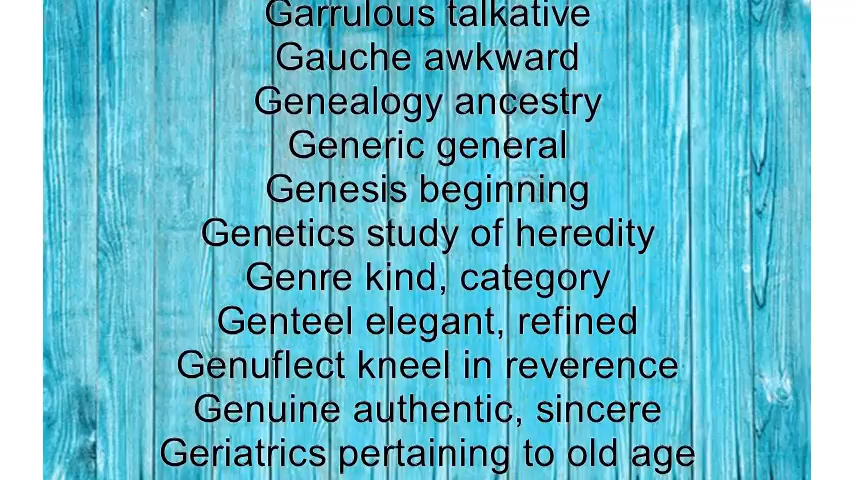 Garrulous talkative
Gauche awkward
Genealogy ancestry
Generic general
Genesis beginning
Genetics study of heredity
Genre kind, category
Genteel elegant, refined
Genuflect kneel in reverence
Genuine authentic, sincere
Geriatrics pertaining to old age